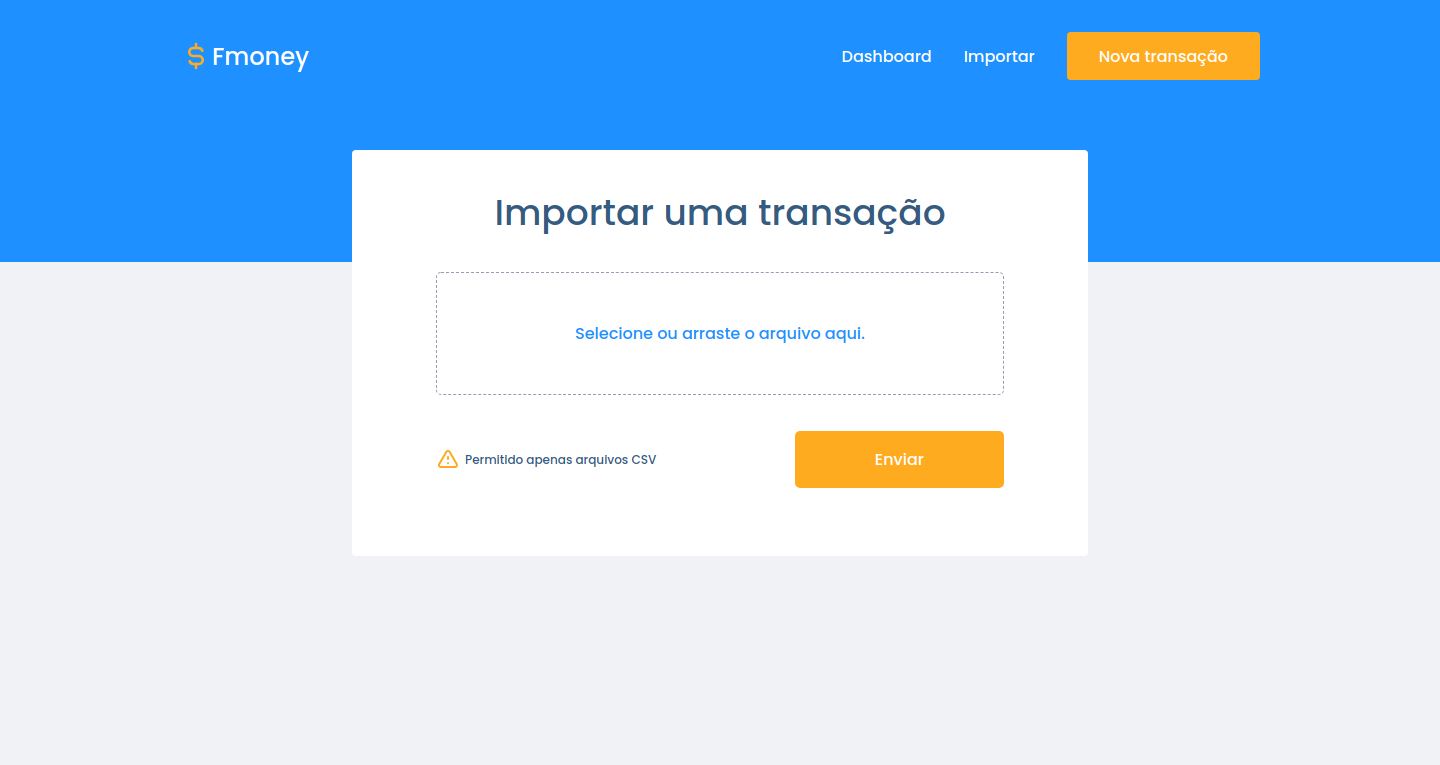 $ Fmoney
Dashboard
Importar
Nova transação
Importar uma transação
Selecione ou arraste o arquivo aqui.
Permitido apenas arquivos CSV
Enviar